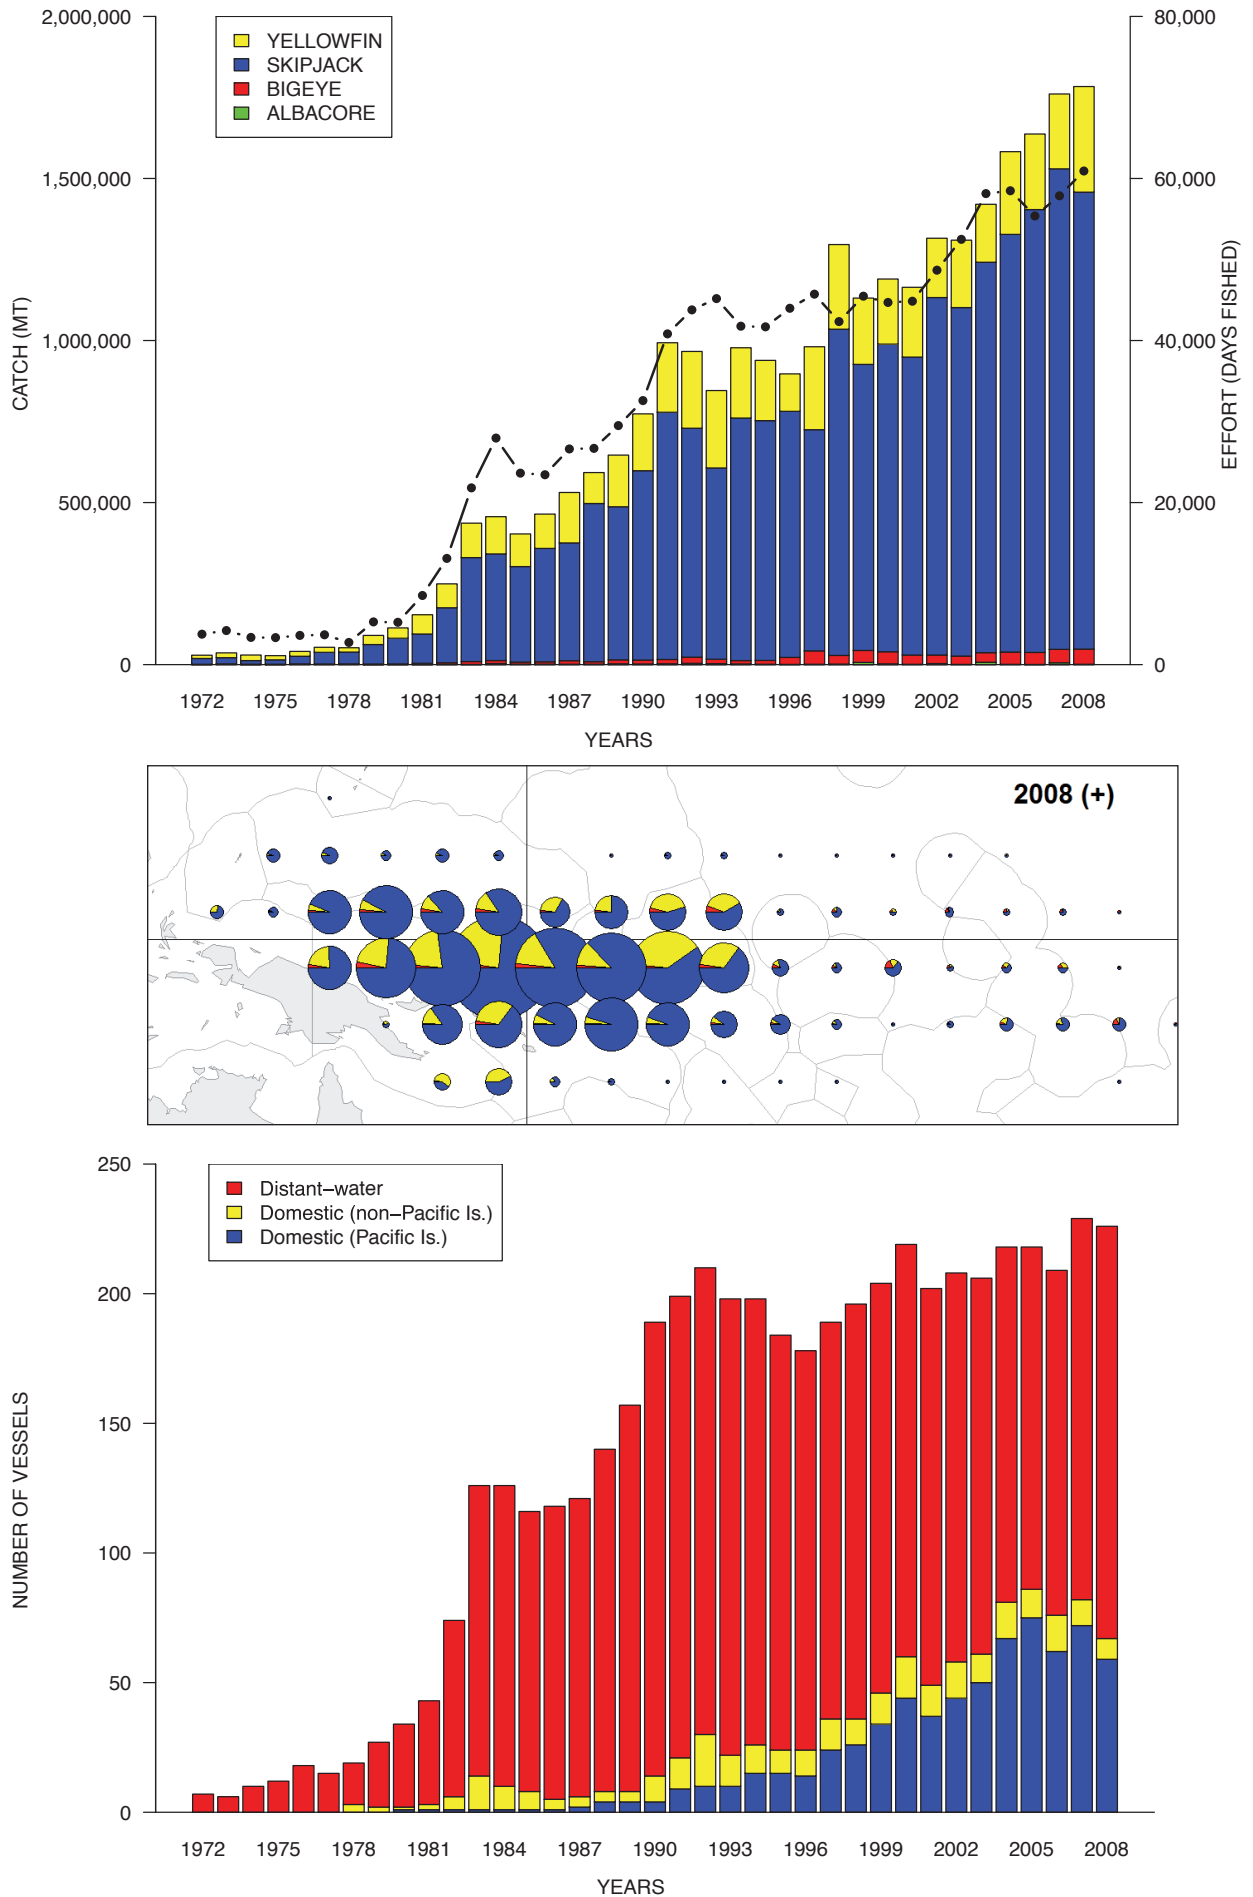 2,000,000
1,500,000
1,000,000
500,000
0
CATCH (MT)
YELLOWFIN
SKIPJACK
BIGEYE
ALBACORE
80,000
60,000
40,000
20,000
0
EFFORT (DAYS FISHED)
1972 1975 1978 1981 1984 1987 1990 1993 1996 1999 2002 2005 2008
YEARS
2008 (+)
250
200
150
100
50
0
NUMBER OF VESSELS
Distant−water
Domestic (non−Pacific Is.)
Domestic (Pacific Is.)
1972 1975 1978 1981 1984 1987 1990 1993 1996 1999 2002 2005 2008
YEARS